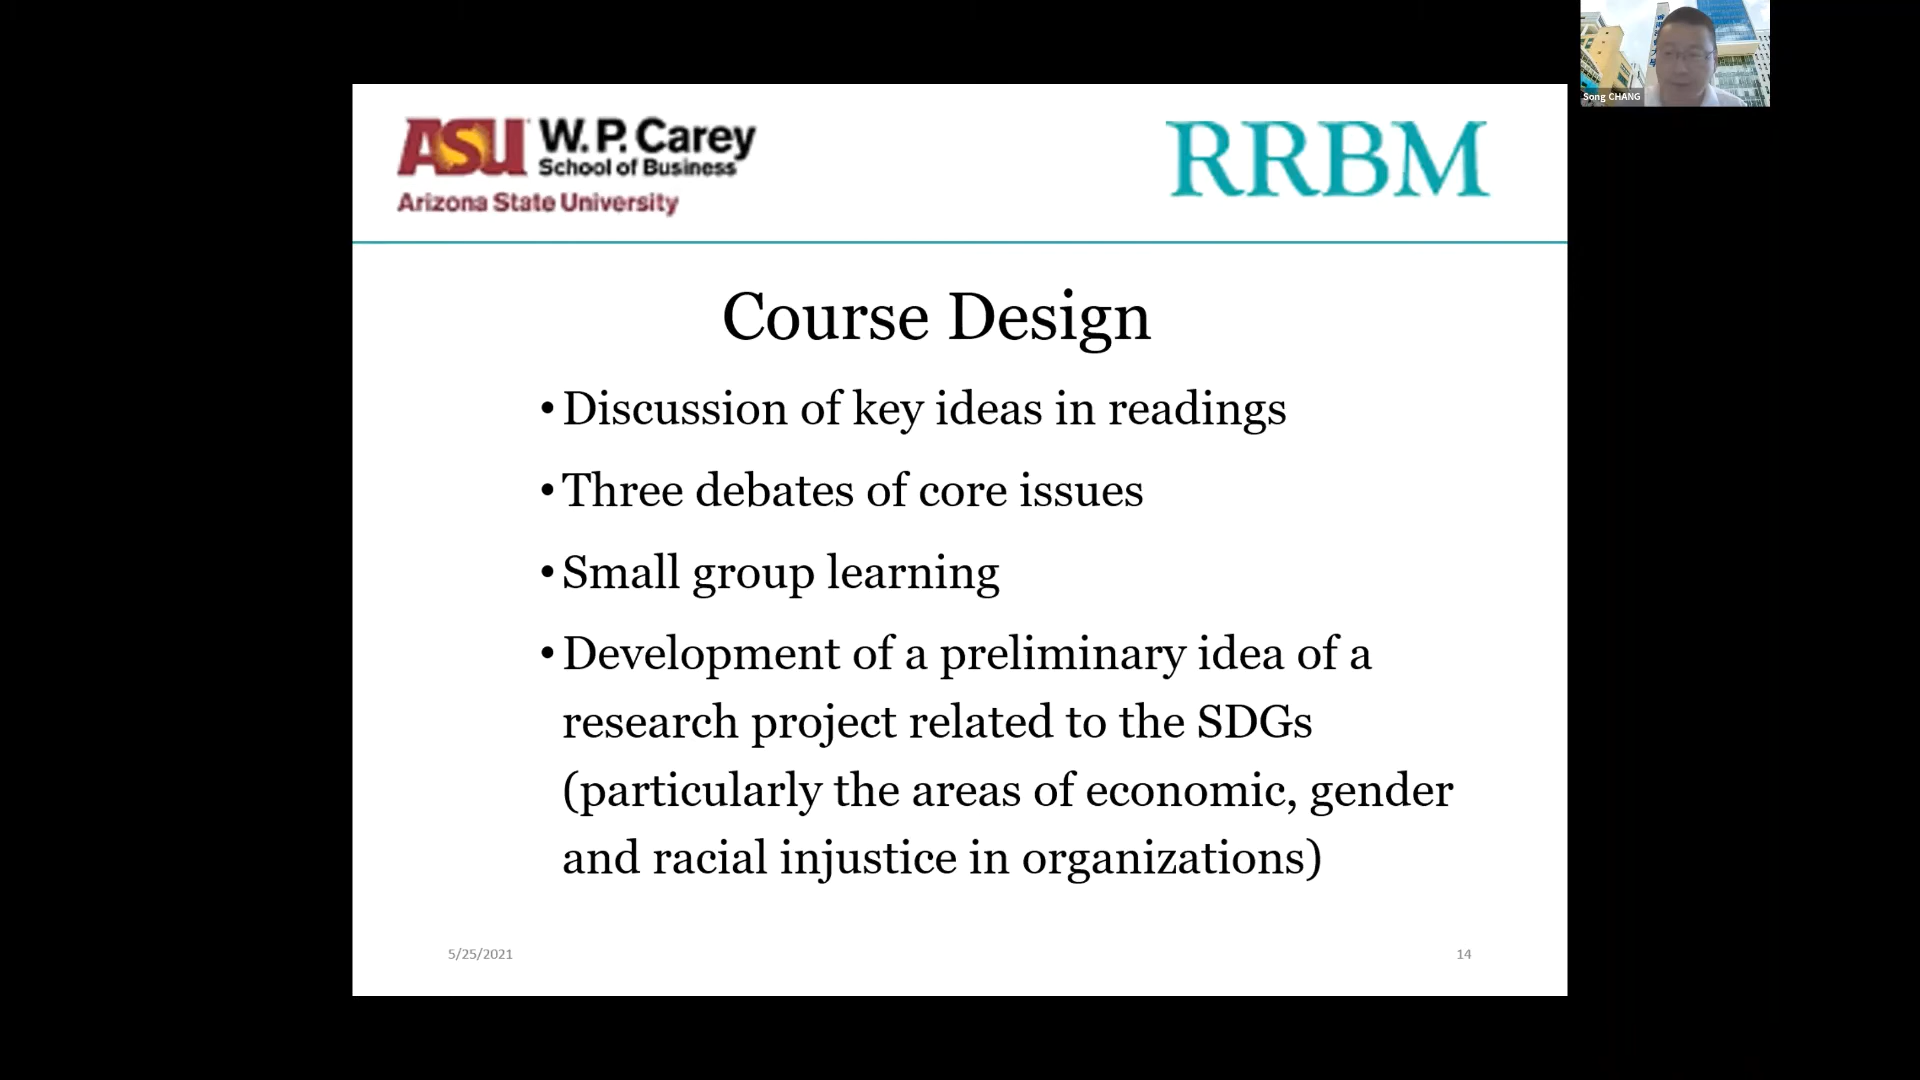 ASU W. P. Carey
School of Business
Arizona State University
RRBM
Song CHANG
Course Design
• Discussion of key ideas in readings
• Three debates of core issues
• Small group learning
• Development of a preliminary idea of a
research project related to the SDGs
(particularly the areas of economic, gender
and racial injustice in organizations)
5/25/2021
14